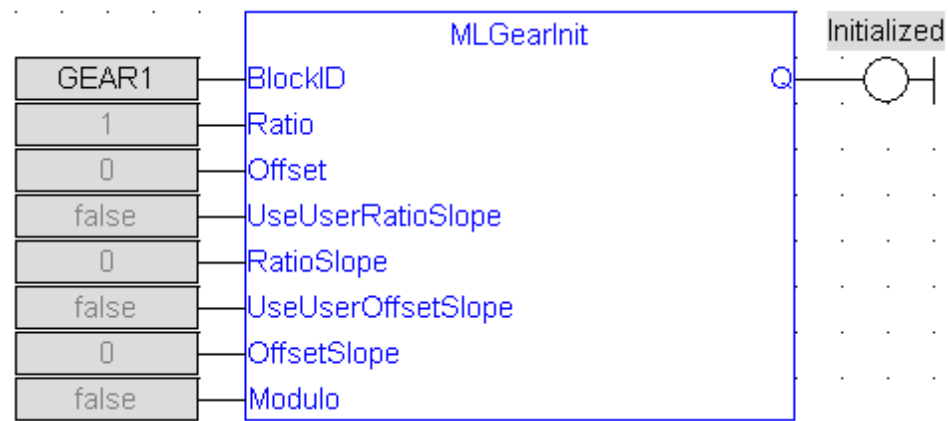 MLGearInit
Initialized
GEAR1 BlockID Q
1 Ratio
0 Offset
false UseUserRatioSlope
0 RatioSlope
false UseUserOffsetSlope
0 OffsetSlope
false Modulo